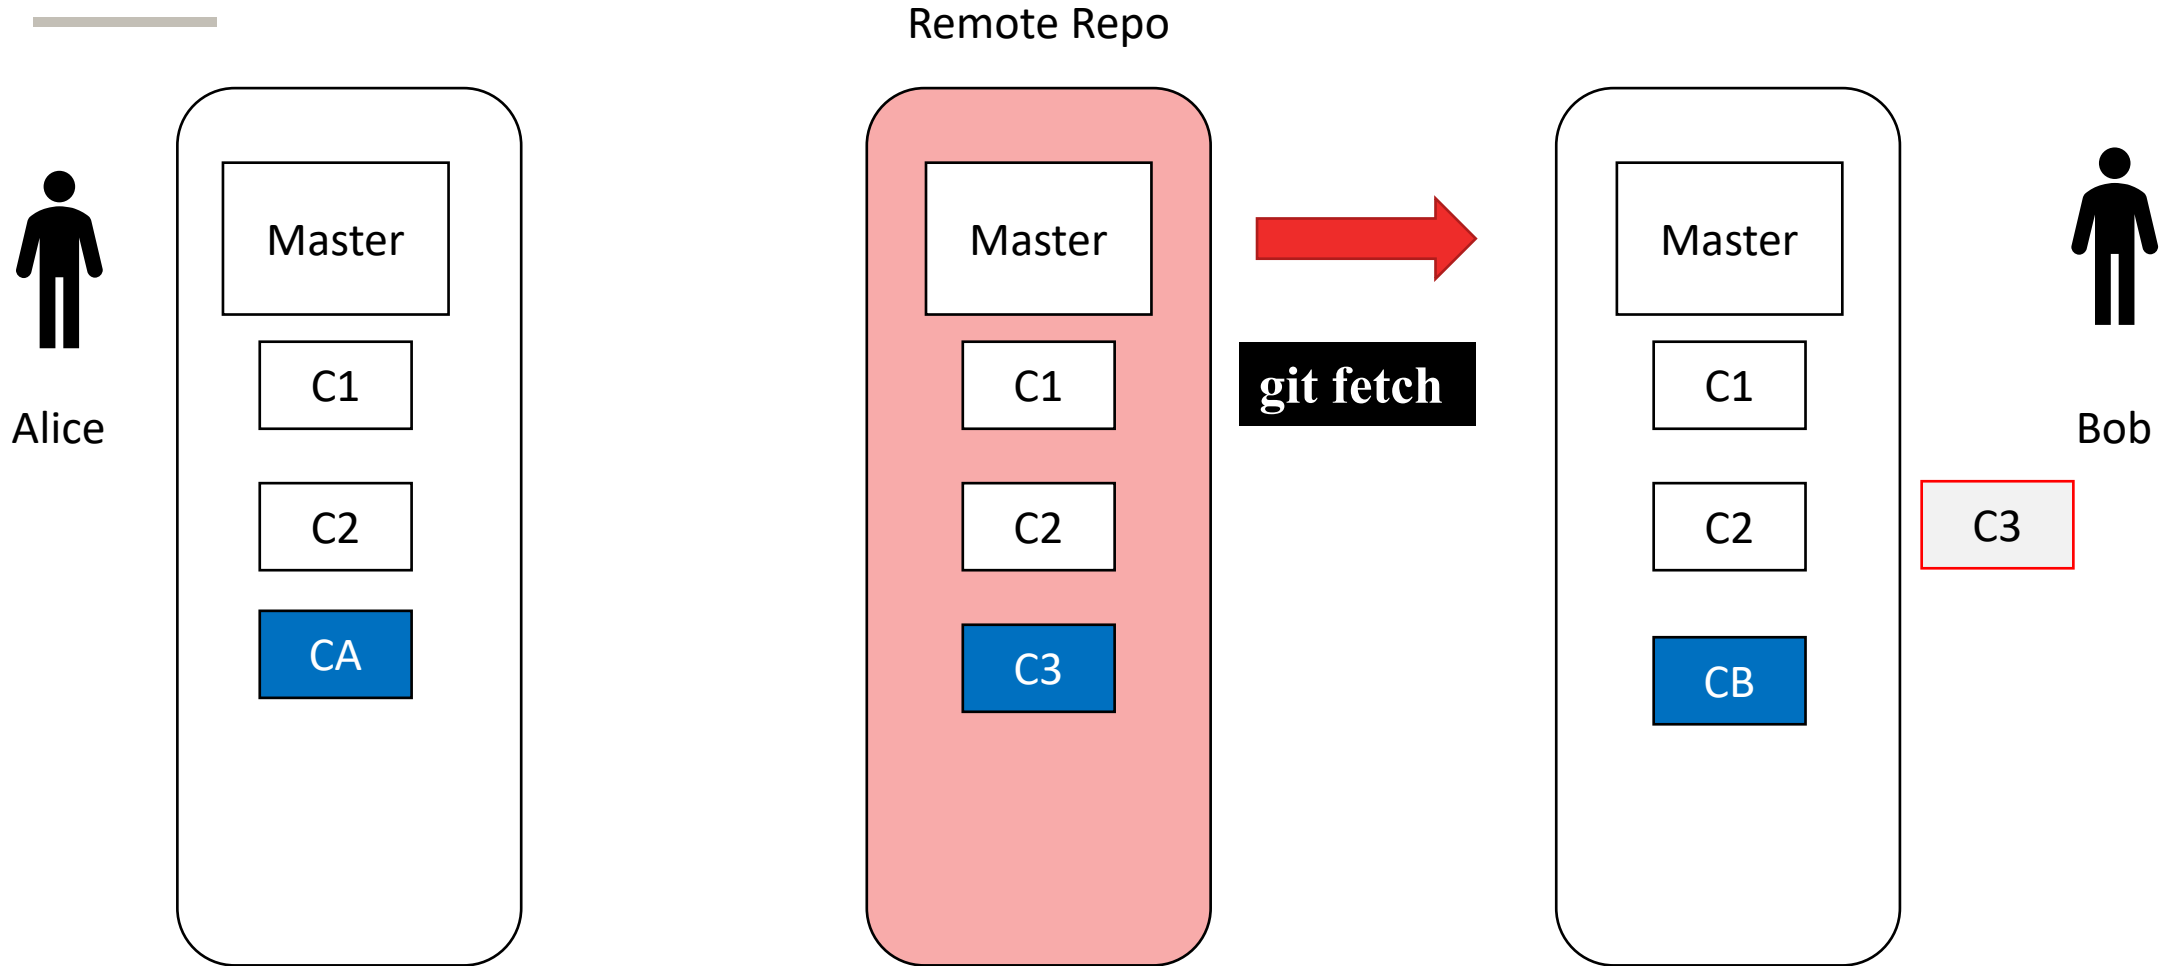 Remote Repo
Alice
Master
C1
C2
CA
Master
C1
C2
C3
git fetch
Master
C1
C2
CB
C3
Bob